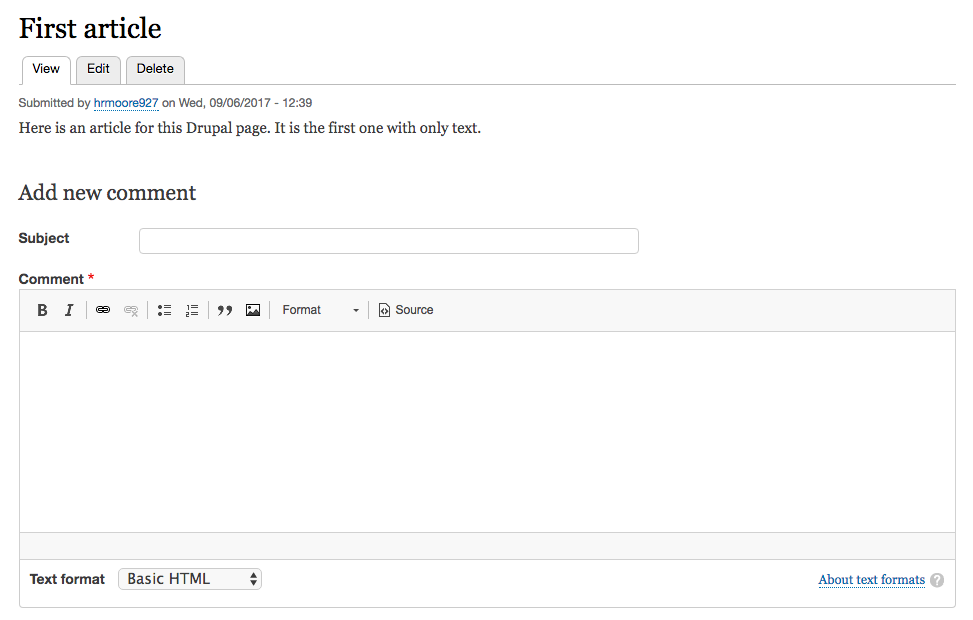 First article
View Edit Delete
Submitted by hrmoore927 on Wed, 09/06/2017 - 12:39
Here is an article for this Drupal page. It is the first one with only text.
Add new comment
Subject
Comment *
B I Format Source
Text format Basic HTML About text formats ?